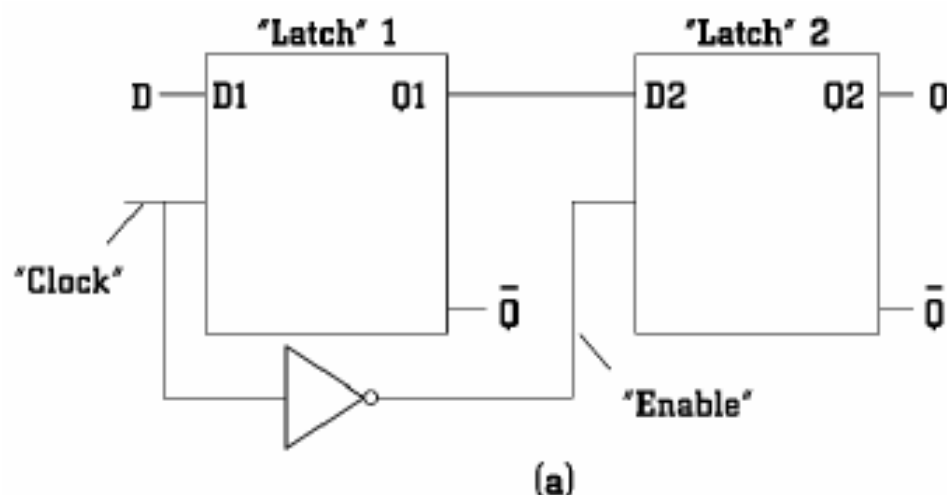 "Latch" 1
"Latch" 2
D
D1
Q1
D2
Q2
Q
"Clock"
Q̅
Q̅
"Enable"
(a)